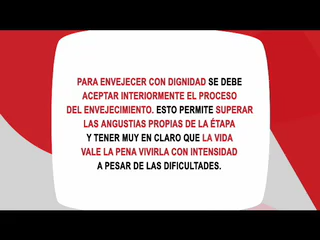 PARA ENVEJECER CON DIGNIDAD SE DEBE
ACEPTAR INTERIORMENTE EL PROCESO
DEL ENVEJECIMIENTO. ESTO PERMITE SUPERAR
LAS ANGUSTIAS PROPIAS DE LA ETAPA
Y TENER MUY EN CLARO QUE LA VIDA
VALE LA PENA VIVIRLA CON INTENSIDAD
A PESAR DE LAS DIFICULTADES.